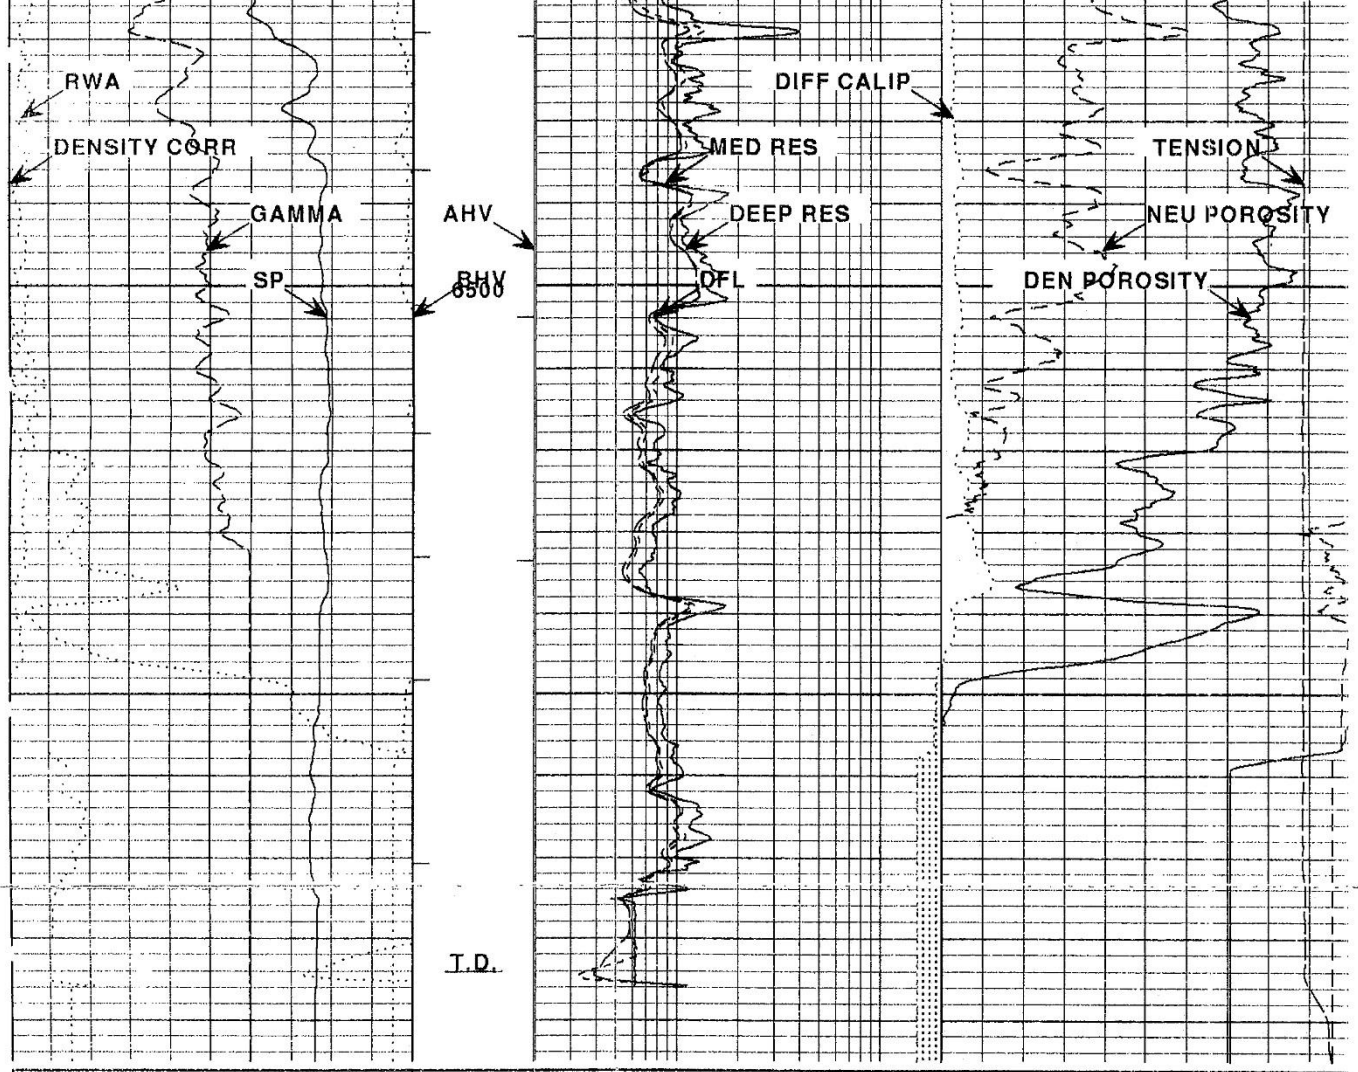 RWA
DIFF CALIP
DENSITY CORR
MED RES
TENSION
GAMMA
AHV
DEEP RES
NEU POROSITY
SP
BHV
6500
DFL
DEN POROSITY
T.D.